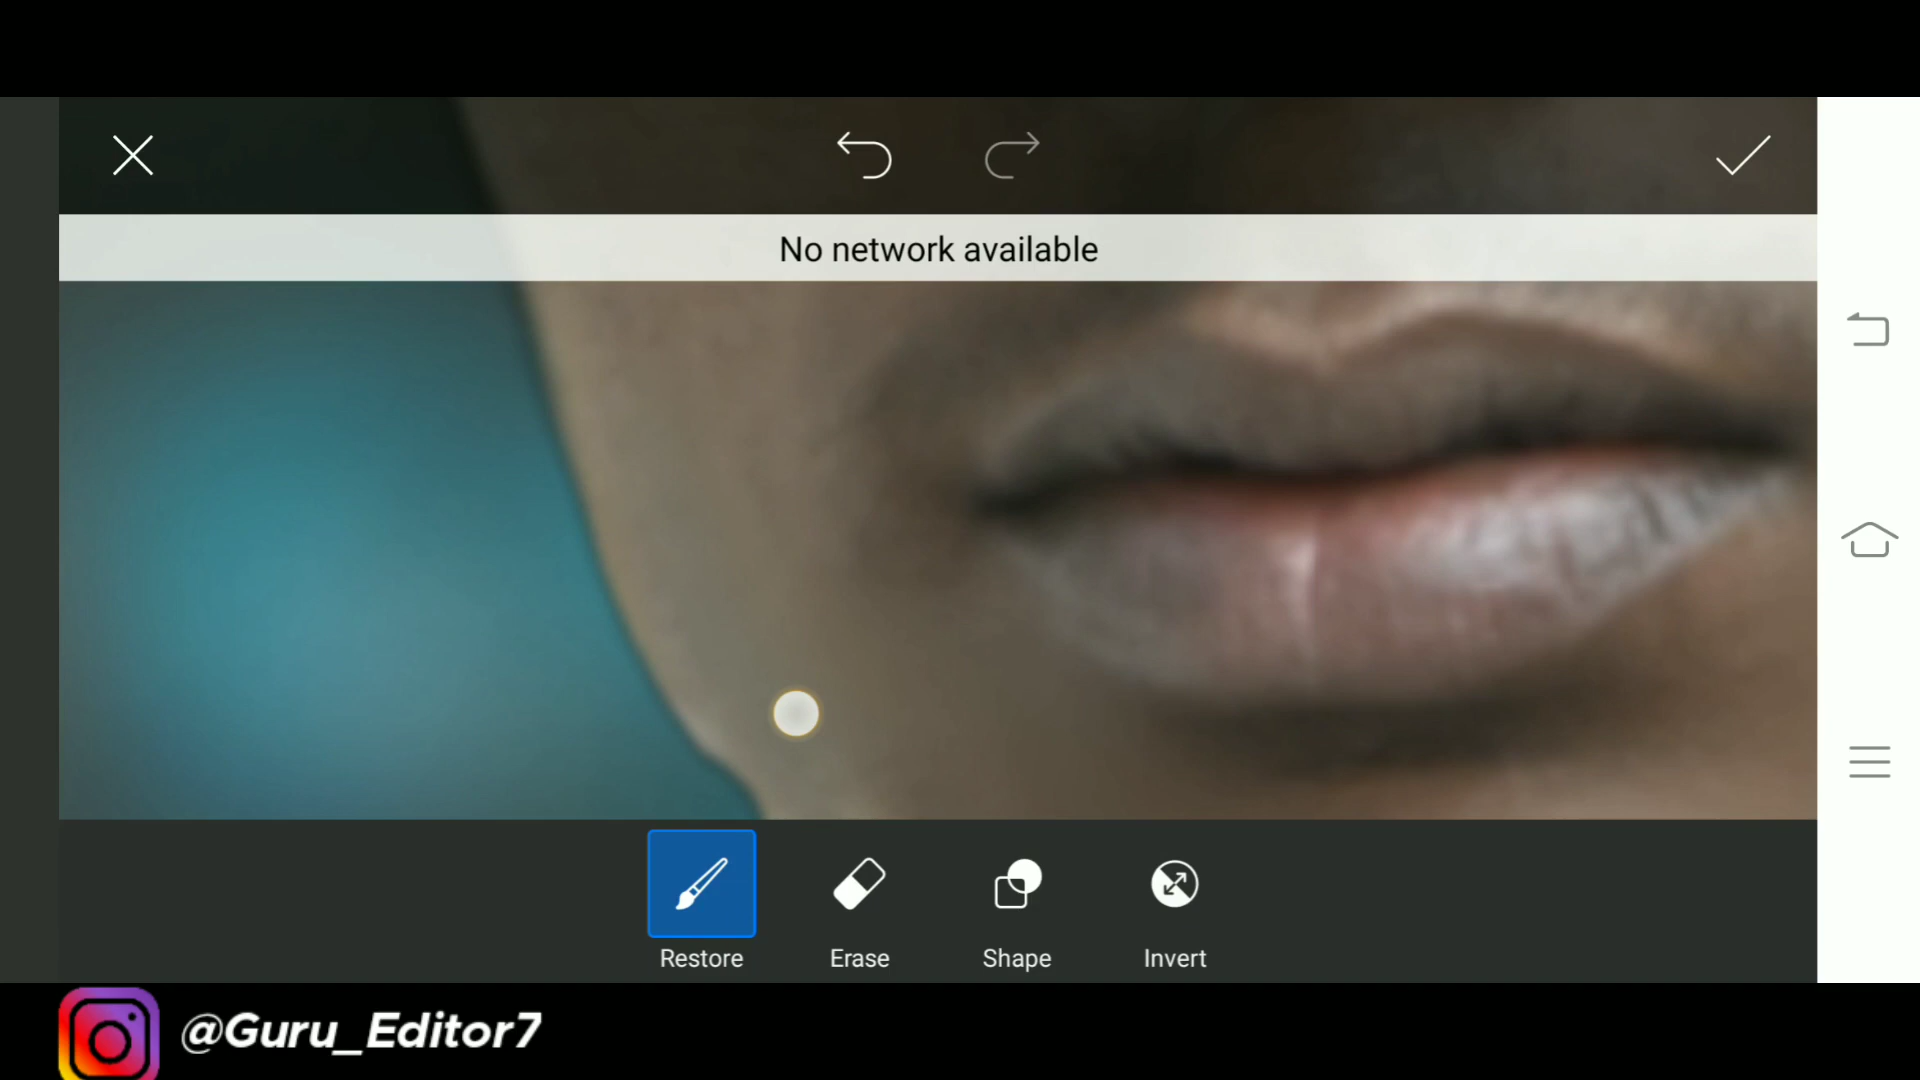 No network available
Restore
Erase
Shape
Invert
@Guru_Editor7